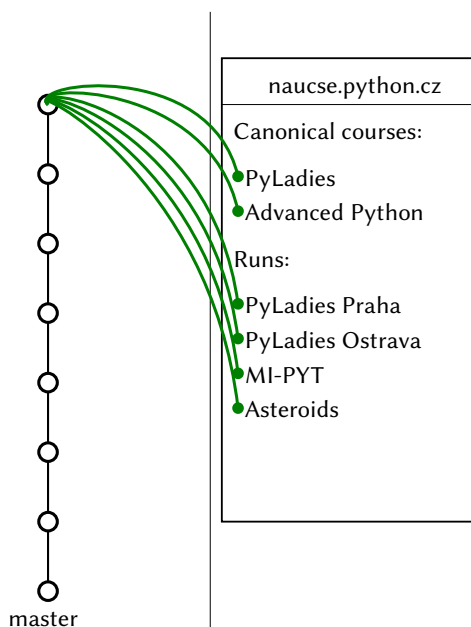 naucse.python.cz
Canonical courses:
PyLadies
Advanced Python
Runs:
PyLadies Praha
PyLadies Ostrava
MI-PYT
Asteroids
master